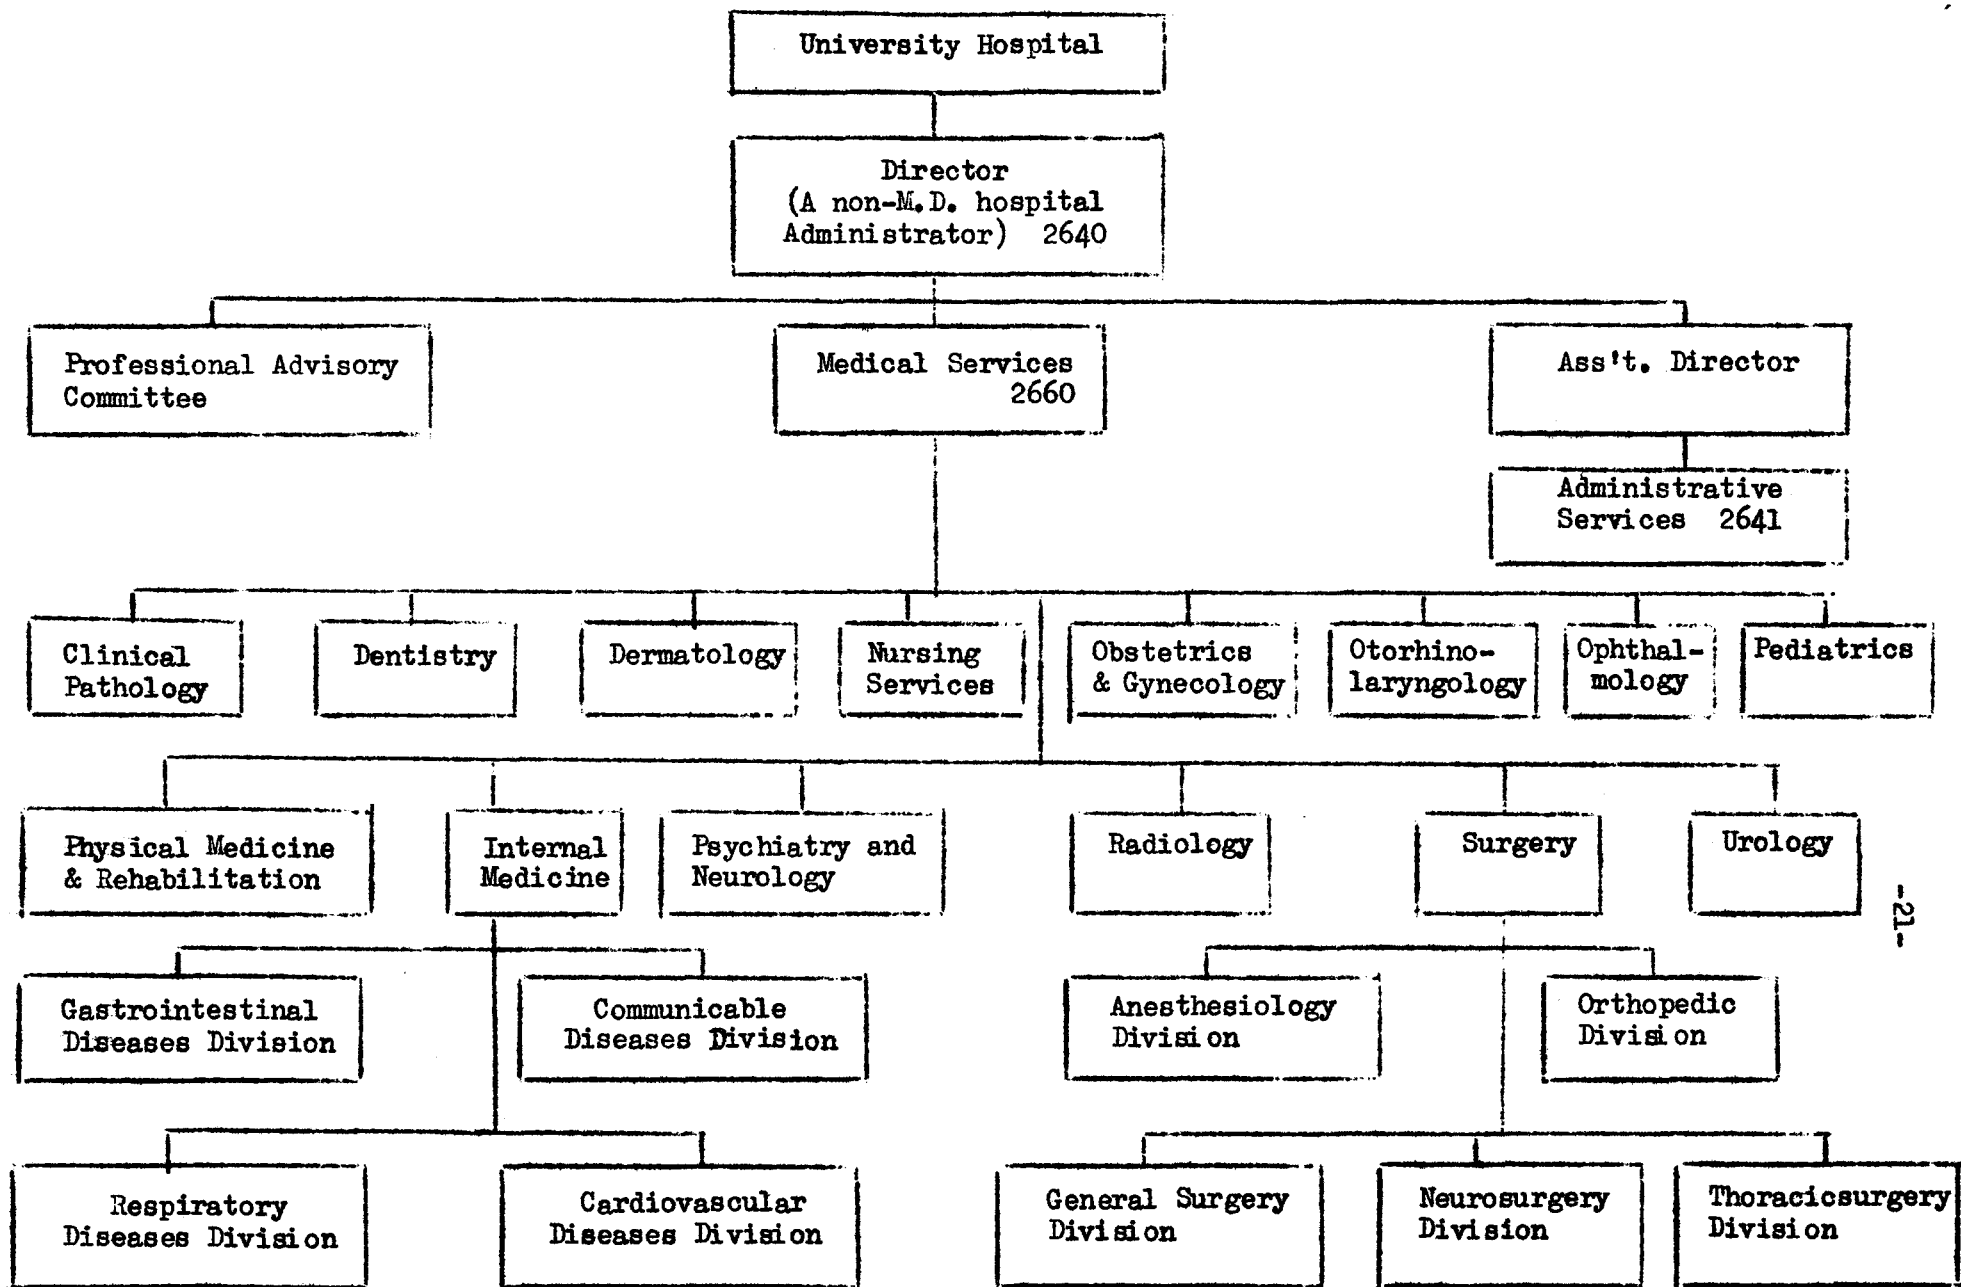 University Hospital
Director
(A non-M.D. hospital
Administrator) 2640
Professional Advisory
Committee
Medical Services
2660
Ass't. Director
Administrative
Services 2641
Clinical
Pathology
Dentistry
Dermatology
Nursing
Services
Obstetrics
& Gynecology
Otorhino-
laryngology
Ophthal-
mology
Pediatrics
Physical Medicine
& Rehabilitation
Internal
Medicine
Psychiatry and
Neurology
Radiology
Surgery
Urology
-21-
Gastrointestinal
Diseases Division
Communicable
Diseases Division
Anesthesiology
Division
Orthopedic
Division
Respiratory
Diseases Division
Cardiovascular
Diseases Division
General Surgery
Division
Neurosurgery
Division
Thoracicsurgery
Division